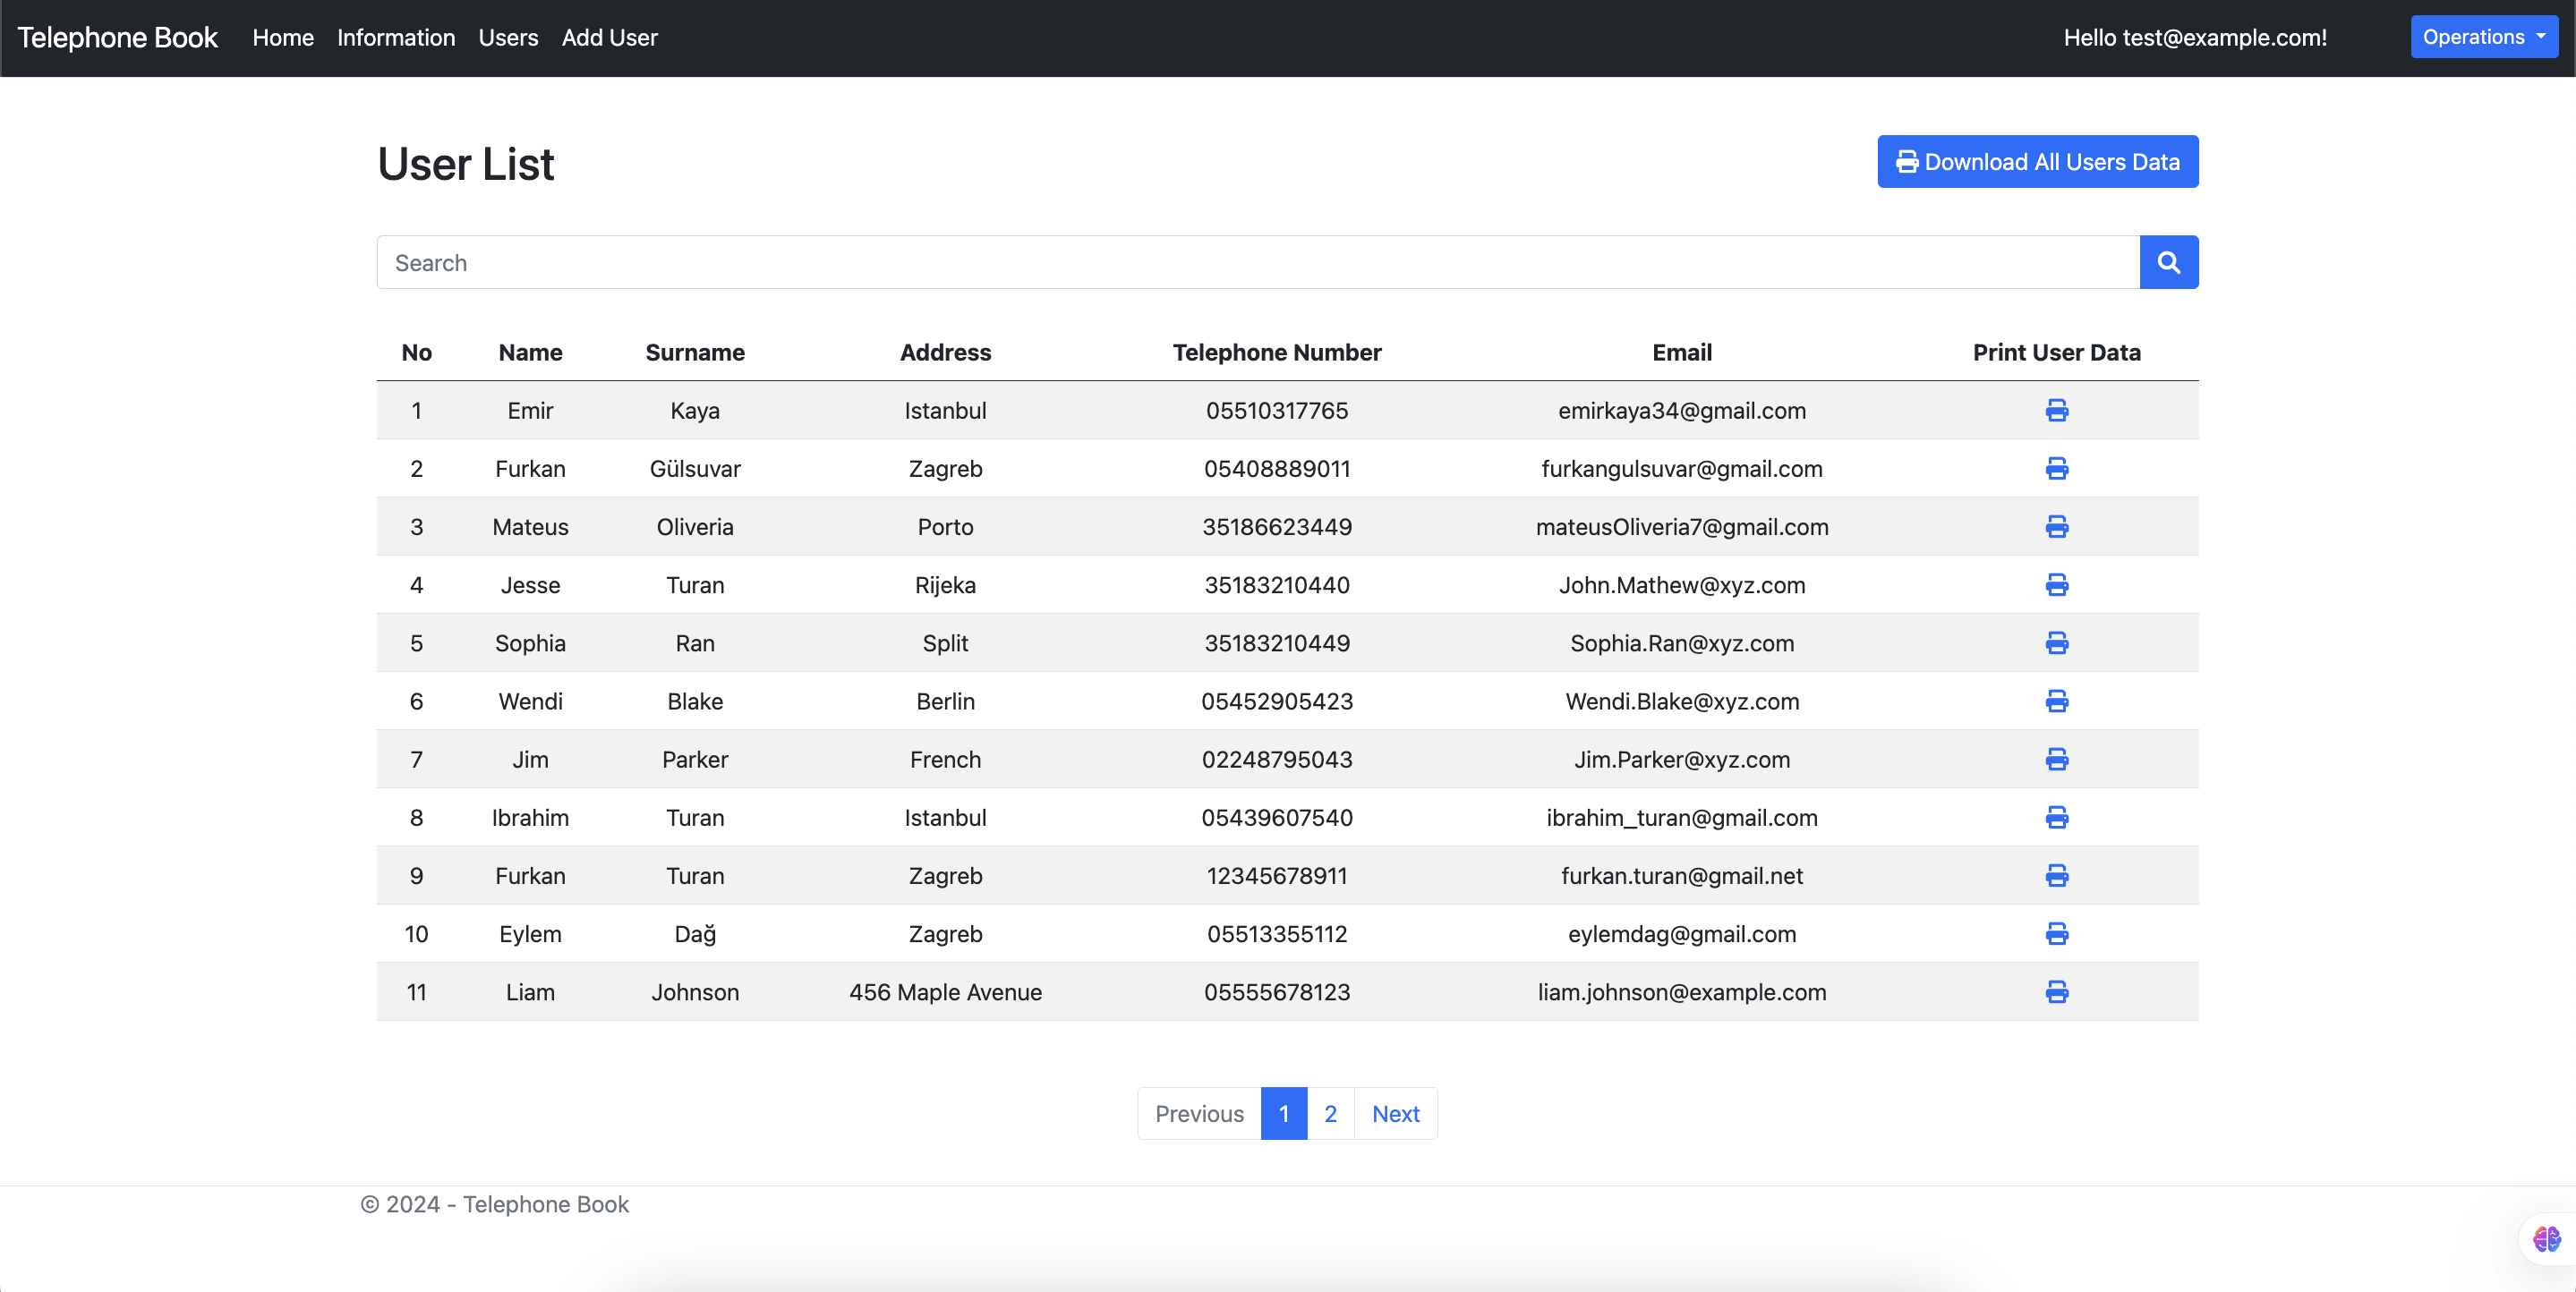 Telephone Book Home Information Users Add User Hello test@example.com! Operations
User List Download All Users Data
Search
No Name Surname Address Telephone Number Email Print User Data
1 Emir Kaya Istanbul 05510317765 emirkaya34@gmail.com
2 Furkan Gülsuvar Zagreb 05408889011 furkangulsuvar@gmail.com
3 Mateus Oliveria Porto 35186623449 mateusOliveria7@gmail.com
4 Jesse Turan Rijeka 35183210440 John.Mathew@xyz.com
5 Sophia Ran Split 35183210449 Sophia.Ran@xyz.com
6 Wendi Blake Berlin 05452905423 Wendi.Blake@xyz.com
7 Jim Parker French 02248795043 Jim.Parker@xyz.com
8 Ibrahim Turan Istanbul 05439607540 ibrahim_turan@gmail.com
9 Furkan Turan Zagreb 12345678911 furkan.turan@gmail.net
10 Eylem Dağ Zagreb 05513355112 eylemdag@gmail.com
11 Liam Johnson 456 Maple Avenue 05555678123 liam.johnson@example.com
Previous 1 2 Next
© 2024 - Telephone Book